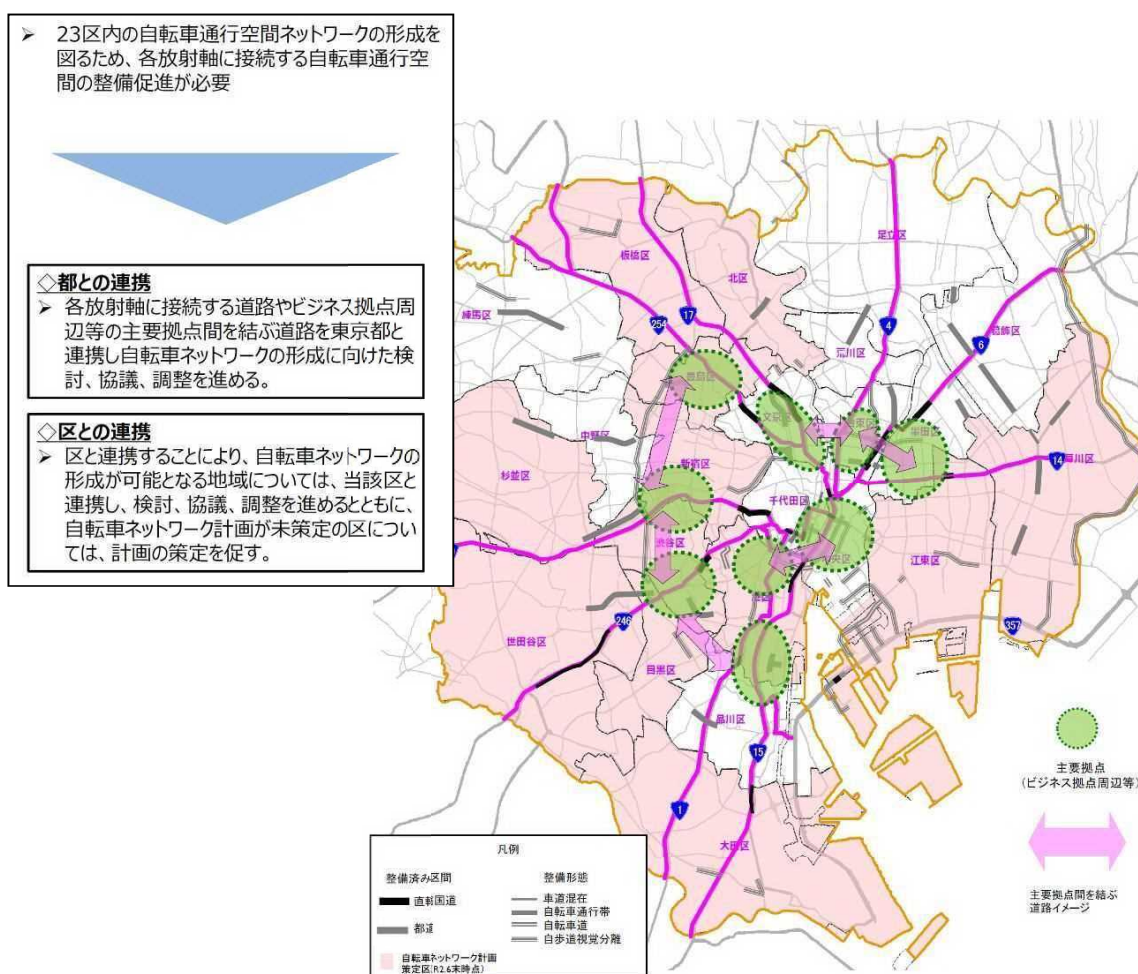 ➢ 23区内の自転車通行空間ネットワークの形成を
図るため、各放射軸に接続する自転車通行空
間の整備促進が必要
◇都との連携
➢ 各放射軸に接続する道路やビジネス拠点周
辺等の主要拠点間を結ぶ道路を東京都と
連携し自転車ネットワークの形成に向けた検
討、協議、調整を進める。
◇区との連携
➢ 区と連携することにより、自転車ネットワークの
形成が可能となる地域については、当該区と
連携し、検討、協議、調整を進めるとともに、
自転車ネットワーク計画が未策定の区につい
ては、計画の策定を促す。
足立区
板橋区
北区
練馬区
17
254
4
6
葛飾区
荒川区
豊島区
文京区
台東区
墨田区
中野区
14
江戸川区
杉並区
新宿区
千代田区
渋谷区
中央区
江東区
港区
246
357
世田谷区
目黒区
品川区
15
1
大田区
主要拠点
(ビジネス拠点周辺等)
主要拠点間を結ぶ
道路イメージ
凡例
整備済み区間
整備形態
直轄国道
都道
車道混在
自転車通行帯
自転車道
自歩道視覚分離
自転車ネットワーク計画
策定区(R2.6末時点)